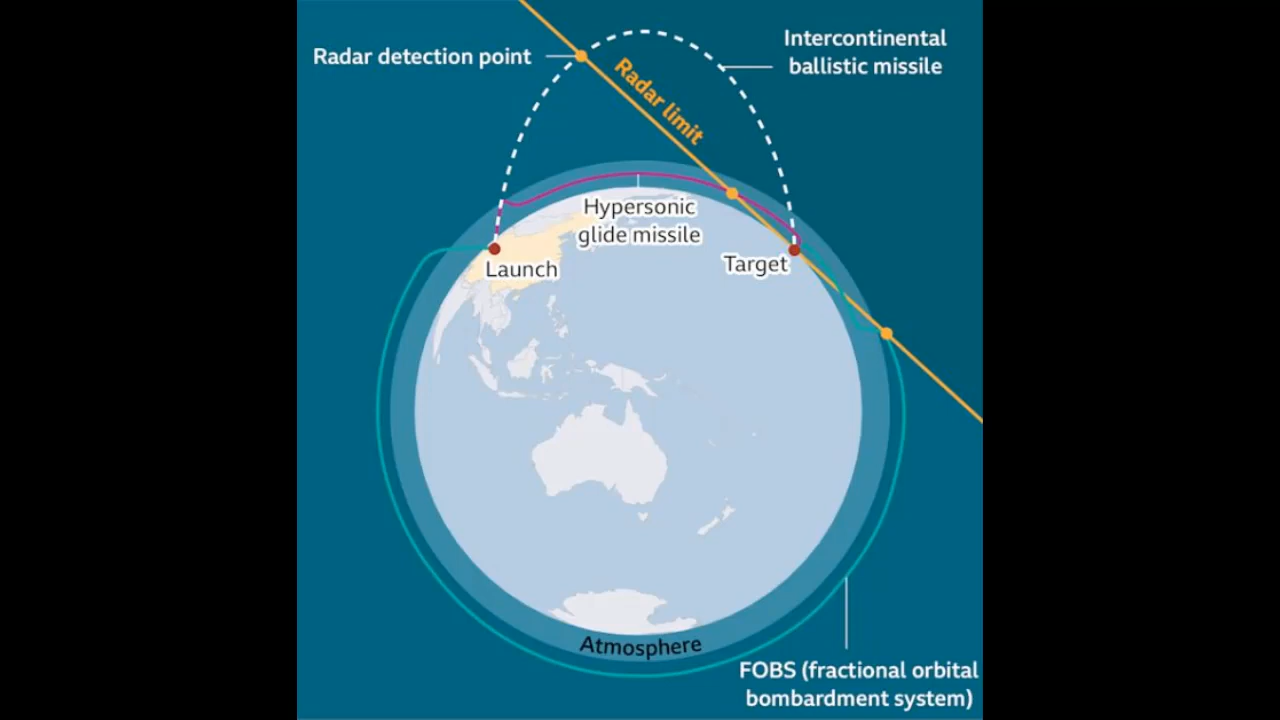 Radar detection point
Intercontinental
ballistic missile
Radar limit
Hypersonic
glide missile
Launch
Target
Atmosphere
FOBS (fractional orbital
bombardment system)